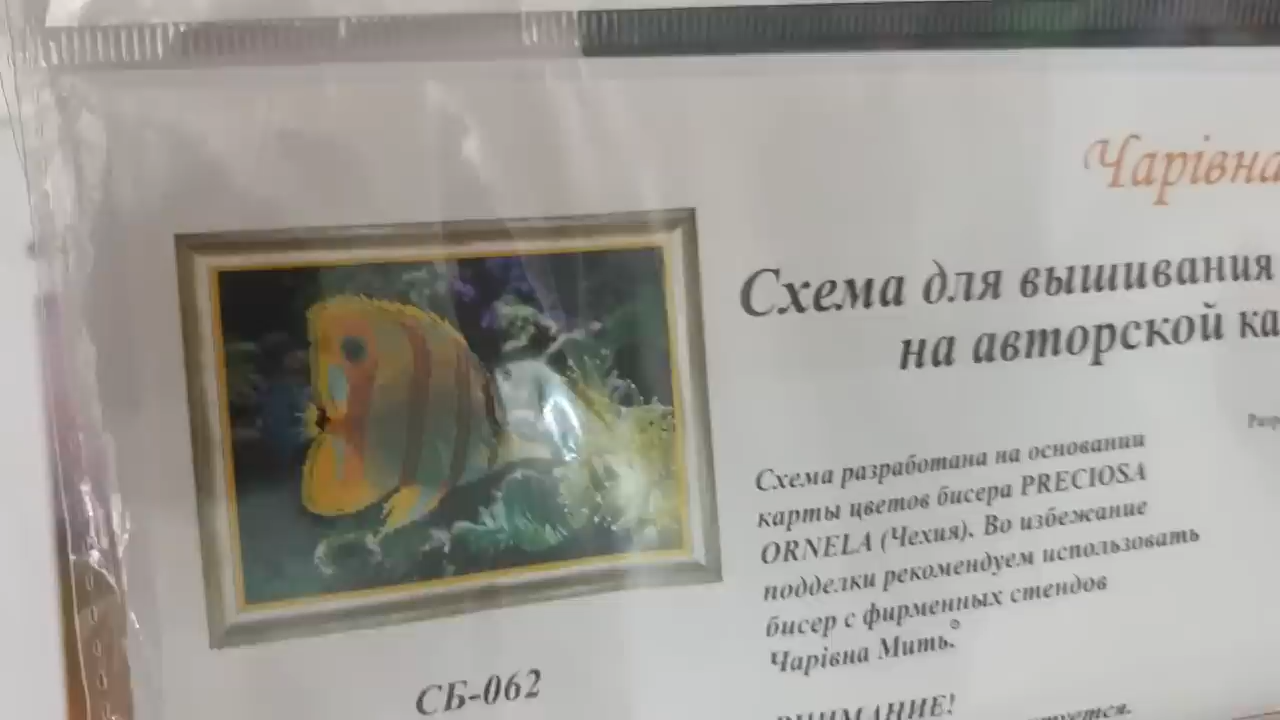 Чарівна
Схема для вышивания
на авторской ка
Схема разработана на основании
карты цветов бисера PRECIOSA
ORNELA (Чехия). Во избежание
подделки рекомендуем использовать
бисер с фирменных стендов
Чарівна Мить.®
СБ-062
ВНИМАНИЕ!